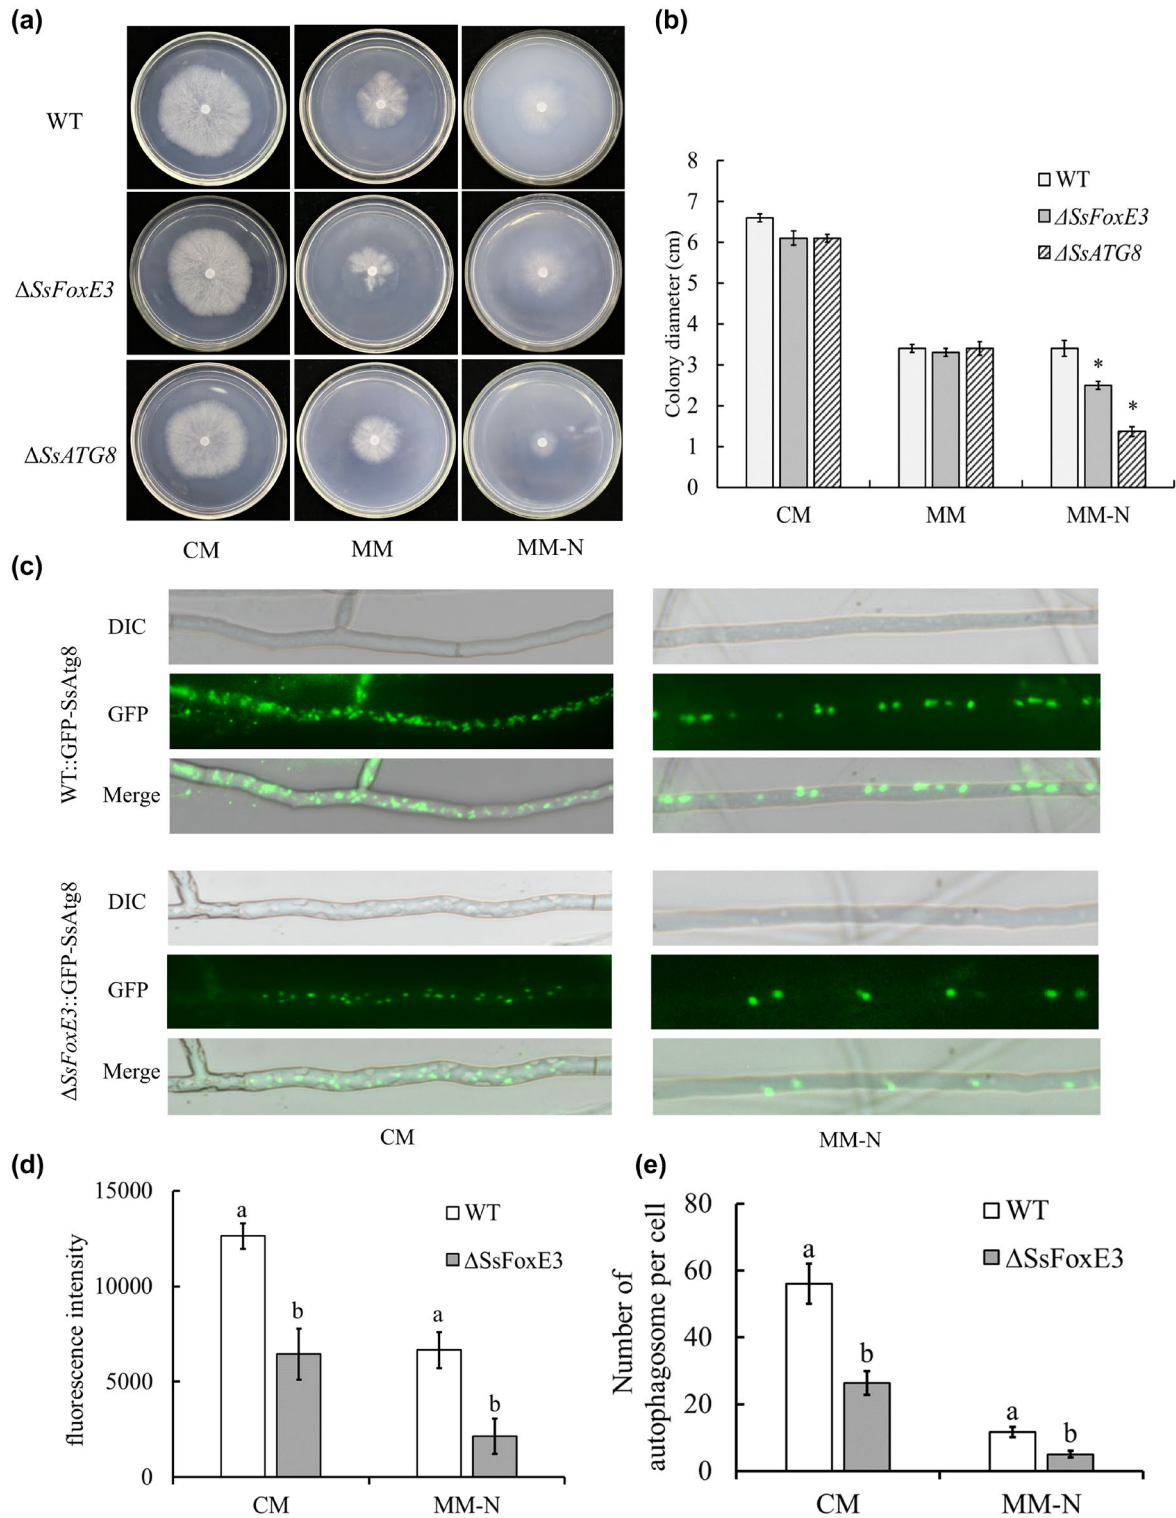 (a)
WT
ΔSsFoxE3
ΔSsATG8
CM MM MM-N
(b)
Colony diameter (cm)
8
7
6
5
4
3
2
1
0
WT
ΔSsFoxE3
ΔSsATG8
*
*
CM MM MM-N
(c)
WT::GFP-SsAtg8
DIC
GFP
Merge
ΔSsFoxE3::GFP-SsAtg8
DIC
GFP
Merge
CM MM-N
(d)
fluorescence intensity
15000
10000
5000
0
WT
ΔSsFoxE3
a
b
a
b
CM MM-N
(e)
Number of
autophagosome per cell
80
60
40
20
0
WT
ΔSsFoxE3
a
b
a
b
CM MM-N